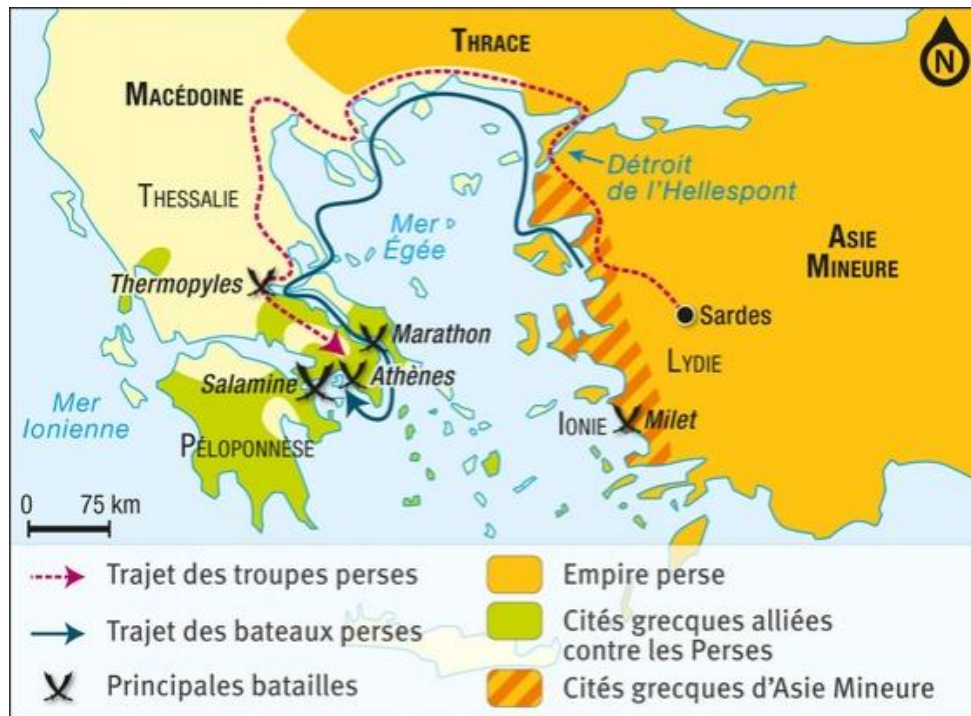 THRACE
N
MACÉDOINE
Détroit
de l'Hellespont
THESSALIE
Mer
Égée
ASIE
MINEURE
Thermopyles
Sardes
Marathon
LYDIE
Salamine
Athènes
Mer
Ionienne
IONIE
Milet
PÉLOPONNÈSE
0 75 km
Trajet des troupes perses
Empire perse
Trajet des bateaux perses
Cités grecques alliées
contre les Perses
Principales batailles
Cités grecques d'Asie Mineure